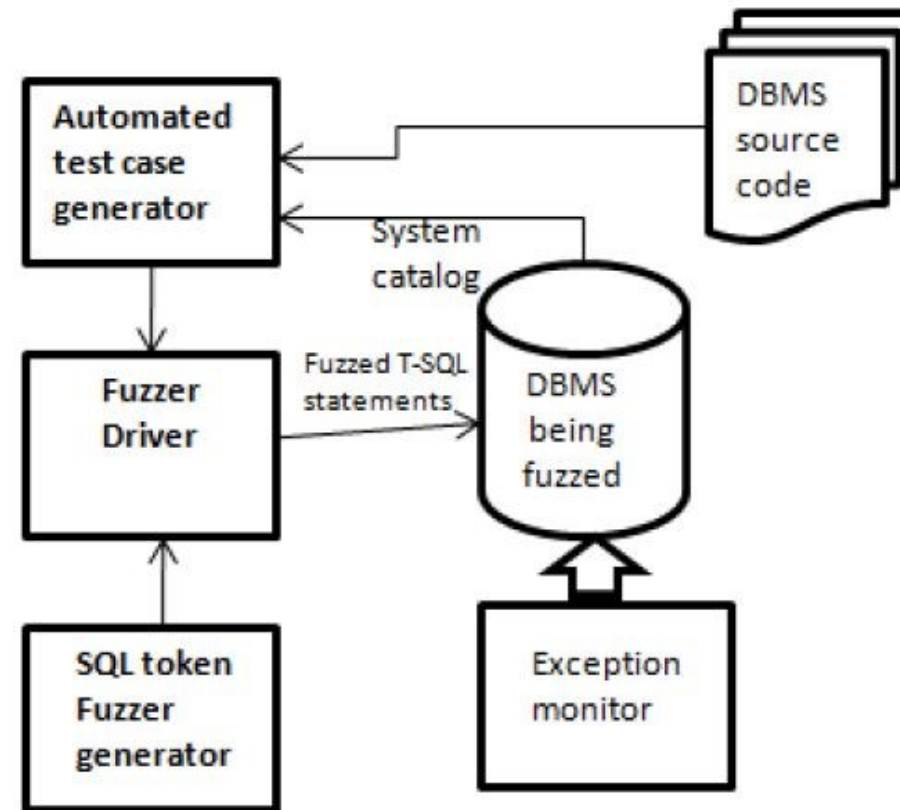 Automated
test case
generator
DBMS
source
code
System
catalog
Fuzzer
Driver
Fuzzed T-SQL
statements
DBMS
being
fuzzed
SQL token
Fuzzer
generator
Exception
monitor